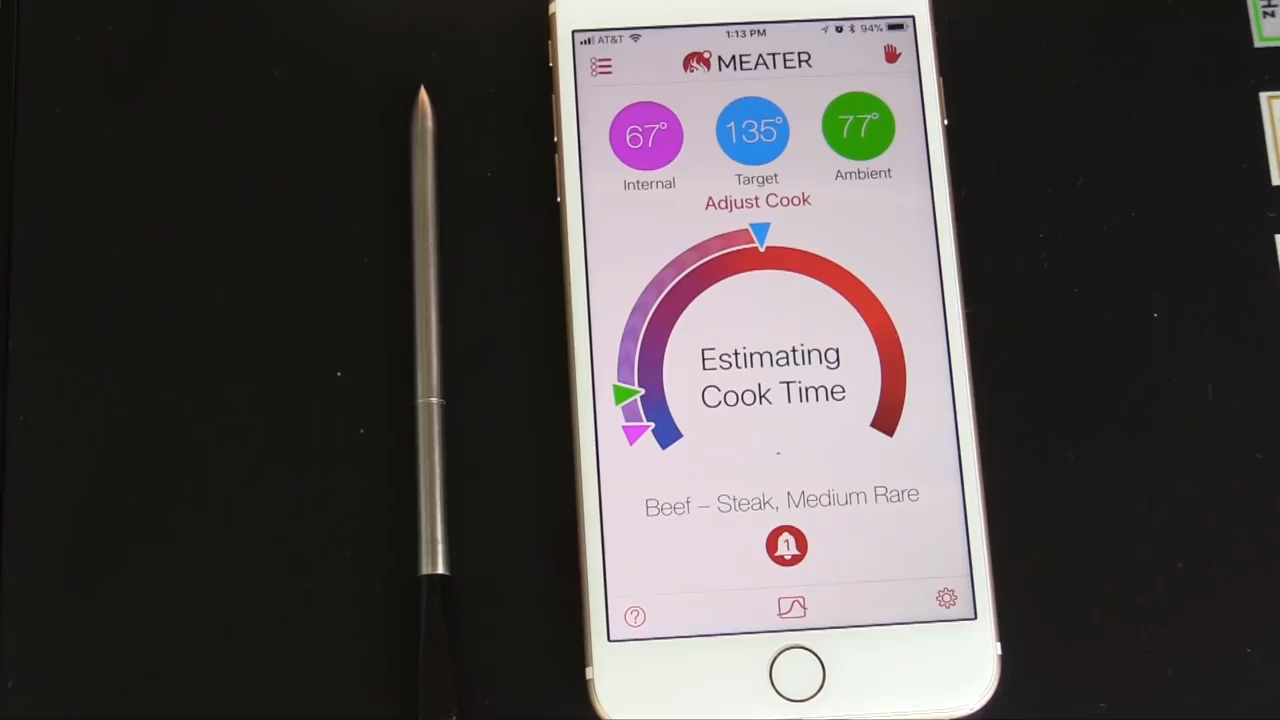 AT&T
1:13 PM
94%
MEATER
67°
135°
77°
Internal
Target
Ambient
Adjust Cook
Estimating
Cook Time
Beef – Steak, Medium Rare
1
?
Hz